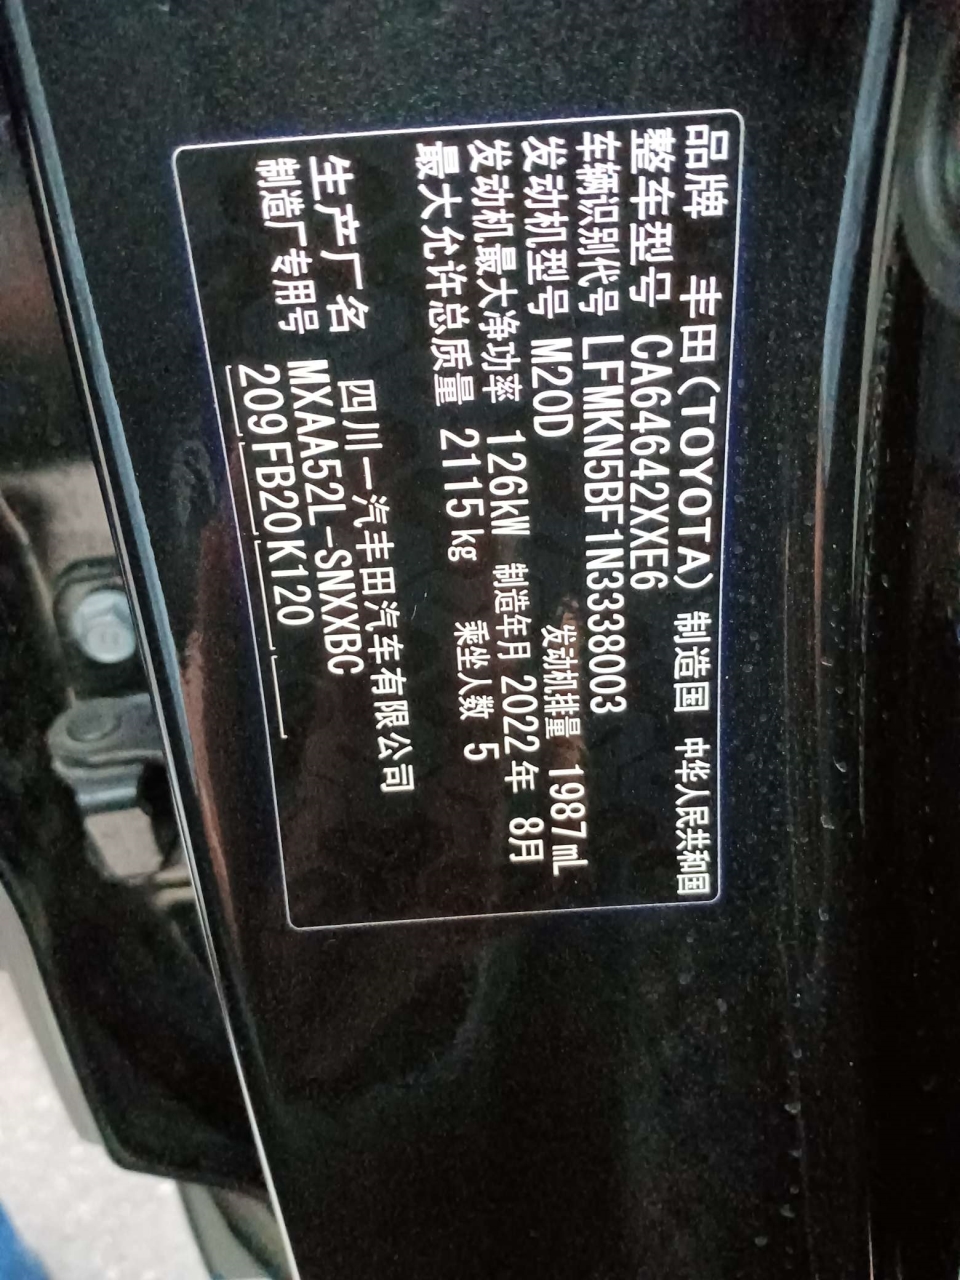 品牌 丰田(TOYOTA) 制造国 中华人民共和国
整车型号 CA64642XXE6
车辆识别代号 LFMKN5BF1N3338003
发动机型号 M20D 发动机排量 1987mL
发动机最大净功率 126kW 制造年月 2022年 8月
最大允许总质量 2115kg 乘坐人数 5
生产厂名 四川一汽丰田汽车有限公司
制造厂专用号 MXAA52L-SNXXBC
209FB20K120